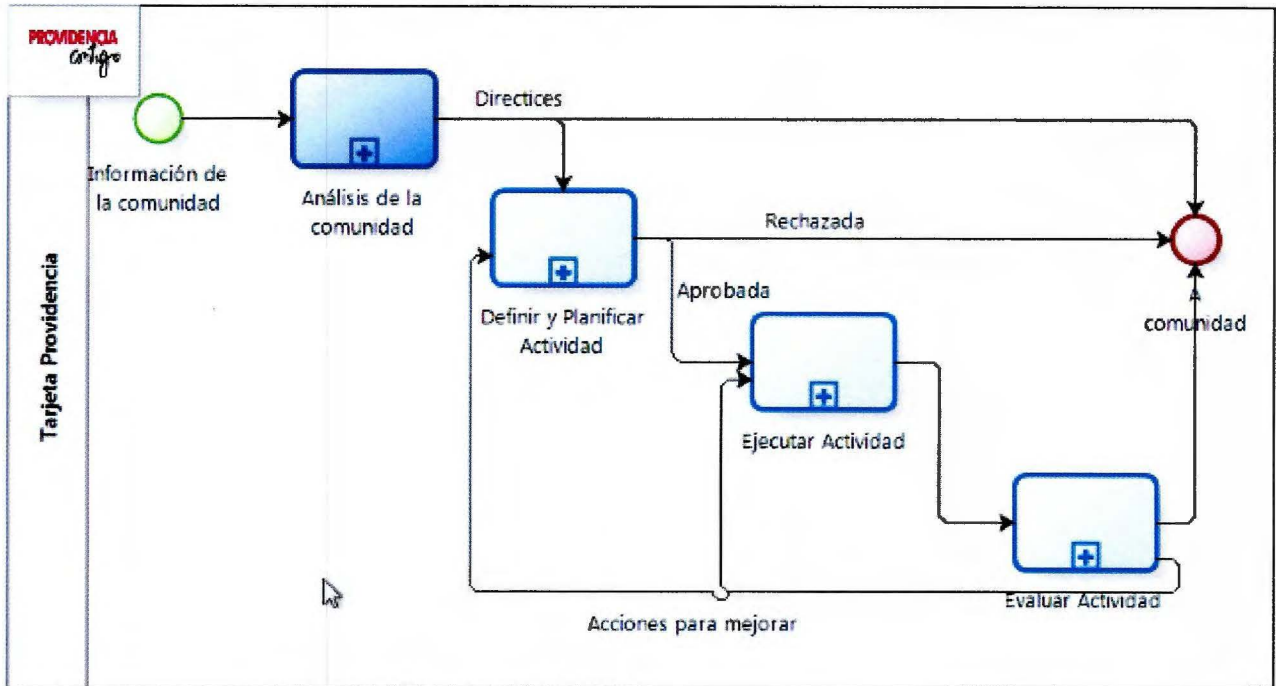 PROVIDENCIA
contigo
Tarjeta Providencia
Información de
la comunidad
Análisis de la
comunidad
Directices
Definir y Planificar
Actividad
Rechazada
Aprobada
A
comunidad
Ejecutar Actividad
Evaluar Actividad
Acciones para mejorar